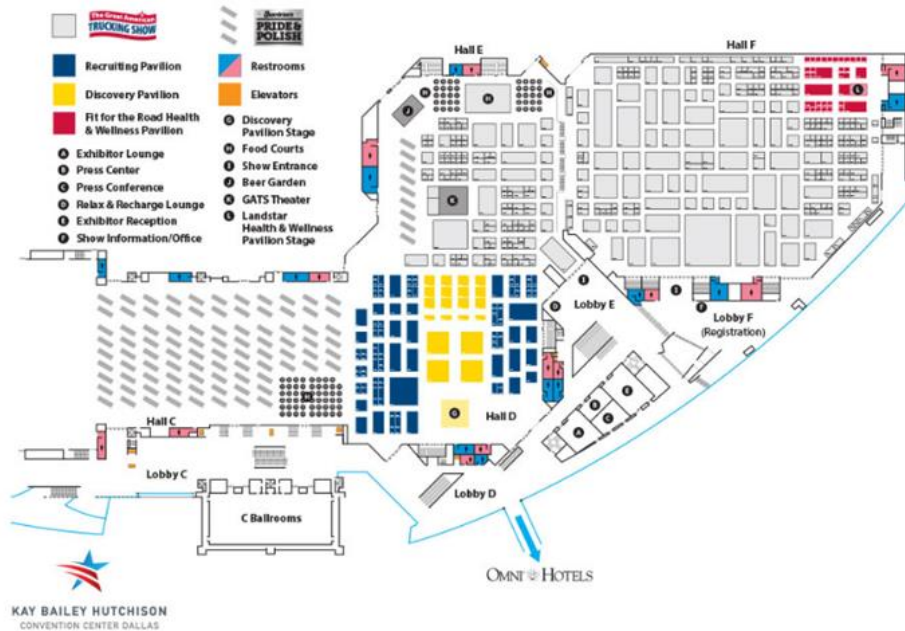 The Great American
TRUCKING SHOW
PRIDE &
POLISH
Recruiting Pavilion
Restrooms
Discovery Pavilion
Elevators
Fit for the Road Health
& Wellness Pavilion
G Discovery
Pavilion Stage
A Exhibitor Lounge
H Food Courts
B Press Center
I Show Entrance
C Press Conference
J Beer Garden
D Relax & Recharge Lounge
K GATS Theater
E Exhibitor Reception
L Landstar
Health & Wellness
Pavilion Stage
F Show Information/Office
Hall E
Hall F
H
H
H
J
L
K
I
D
Lobby E
I
F
Lobby F
(Registration)
H
G
Hall D
E
B
C
A
Hall C
Lobby C
Lobby D
C Ballrooms
OMNI HOTELS
KAY BAILEY HUTCHISON
CONVENTION CENTER DALLAS